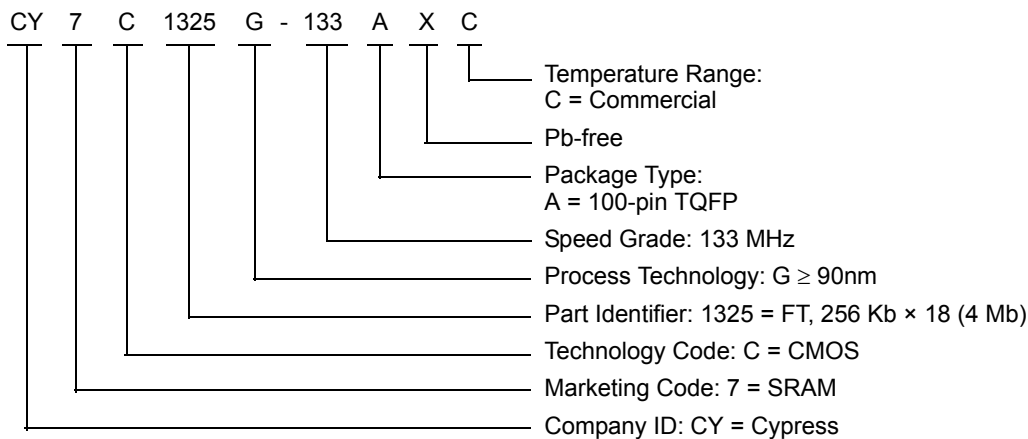 CY 7 C 1325 G - 133 A X C
Temperature Range:
C = Commercial
Pb-free
Package Type:
A = 100-pin TQFP
Speed Grade: 133 MHz
Process Technology: G ≥ 90nm
Part Identifier: 1325 = FT, 256 Kb × 18 (4 Mb)
Technology Code: C = CMOS
Marketing Code: 7 = SRAM
Company ID: CY = Cypress